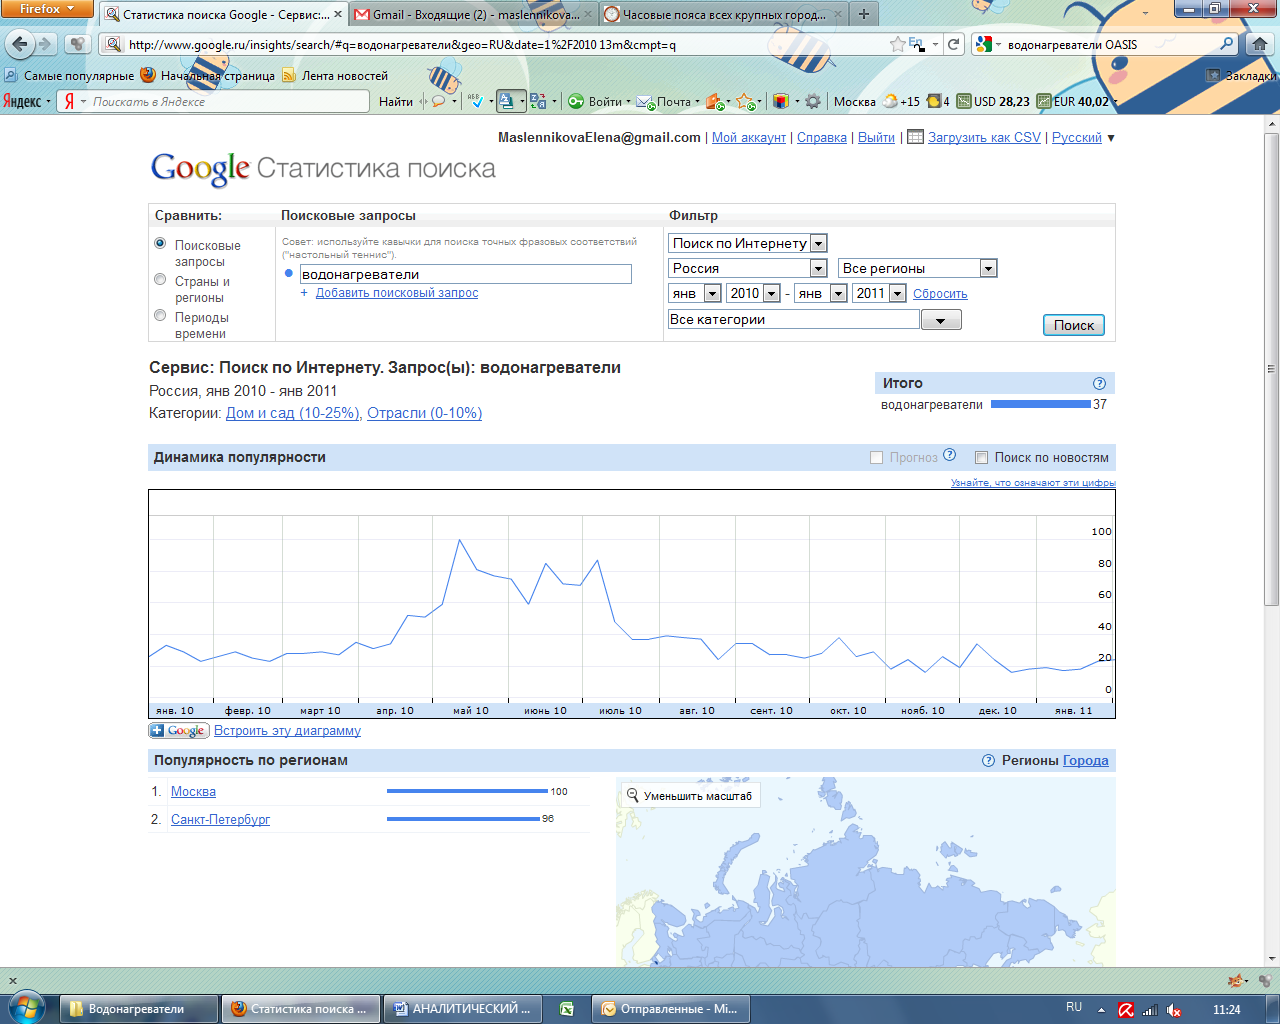 Firefox
Статистика поиска Google - Сервис:...
Gmail - Входящие (2) - maslennikova...
Часовые пояса всех крупных город...
http://www.google.ru/insights/search/#q=водонагреватели&geo=RU&date=1%2F2010 13m&cmpt=q
водонагреватели OASIS
Самые популярные
Начальная страница
Лента новостей
Закладки
Яндекс
Поискать в Яндексе
Найти
Войти
Почта
Москва
+15
4
USD 28,23
EUR 40,02
MaslennikovaElena@gmail.com | Мой аккаунт | Справка | Выйти | Загрузить как CSV | Русский ▼
Google Статистика поиска
Сравнить:
Поисковые запросы
Фильтр
Поисковые запросы
Страны и регионы
Периоды времени
Совет: используйте кавычки для поиска точных фразовых соответствий
("настольный теннис").
водонагреватели
+ Добавить поисковый запрос
Поиск по Интернету
Россия
Все регионы
янв 2010 - янв 2011 Сбросить
Все категории
Поиск
Сервис: Поиск по Интернету. Запрос(ы): водонагреватели
Россия, янв 2010 - янв 2011
Категории: Дом и сад (10-25%), Отрасли (0-10%)
Итого
водонагреватели 37
Динамика популярности
Прогноз
Поиск по новостям
Узнайте, что означают эти цифры
100
80
60
40
20
0
янв. 10 февр. 10 март 10 апр. 10 май 10 июнь 10 июль 10 авг. 10 сент. 10 окт. 10 нояб. 10 дек. 10 янв. 11
Google Встроить эту диаграмму
Популярность по регионам
Регионы Города
1. Москва 100
2. Санкт-Петербург 96
Уменьшить масштаб
Водонагреватели
Статистика поиска ...
АНАЛИТИЧЕСКИЙ ...
Отправленные - Mi...
RU
11:24